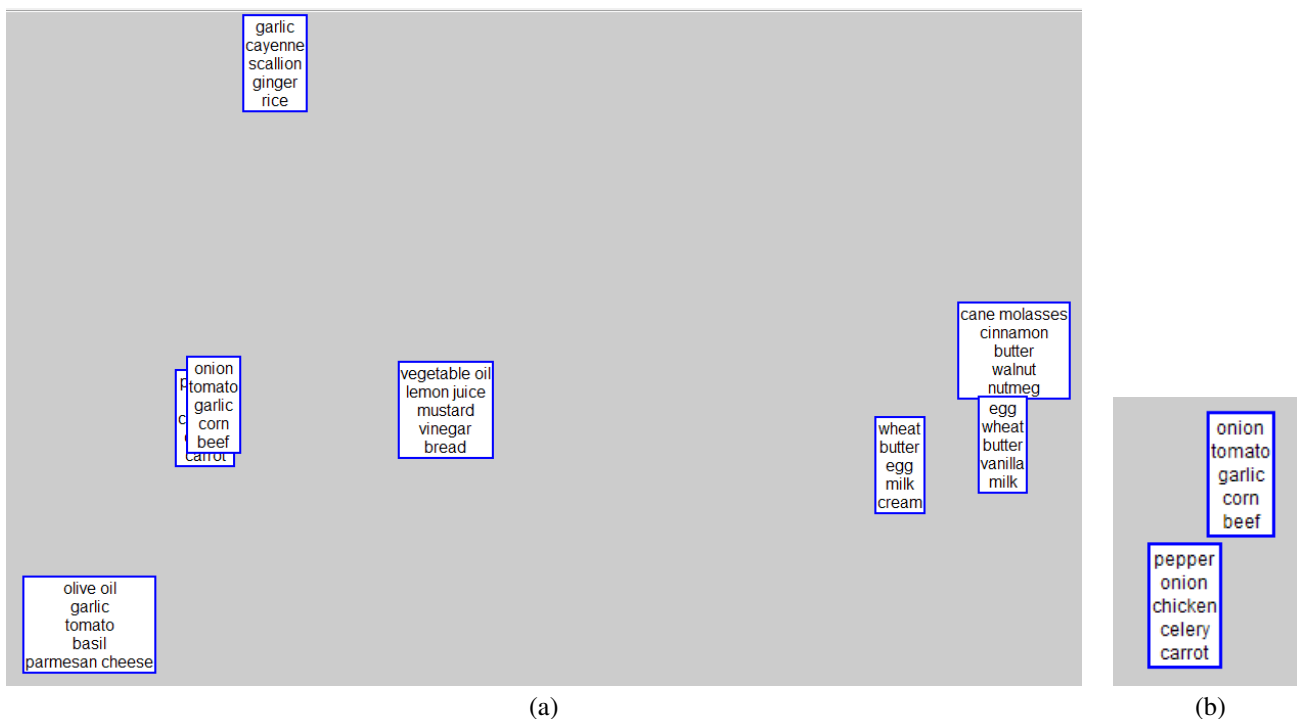 garlic
cayenne
scallion
ginger
rice
onion
tomato
garlic
corn
beef
carrot
vegetable oil
lemon juice
mustard
vinegar
bread
cane molasses
cinnamon
butter
walnut
nutmeg
egg
wheat
butter
vanilla
milk
wheat
butter
egg
milk
cream
olive oil
garlic
tomato
basil
parmesan cheese
(a)
onion
tomato
garlic
corn
beef
pepper
onion
chicken
celery
carrot
(b)